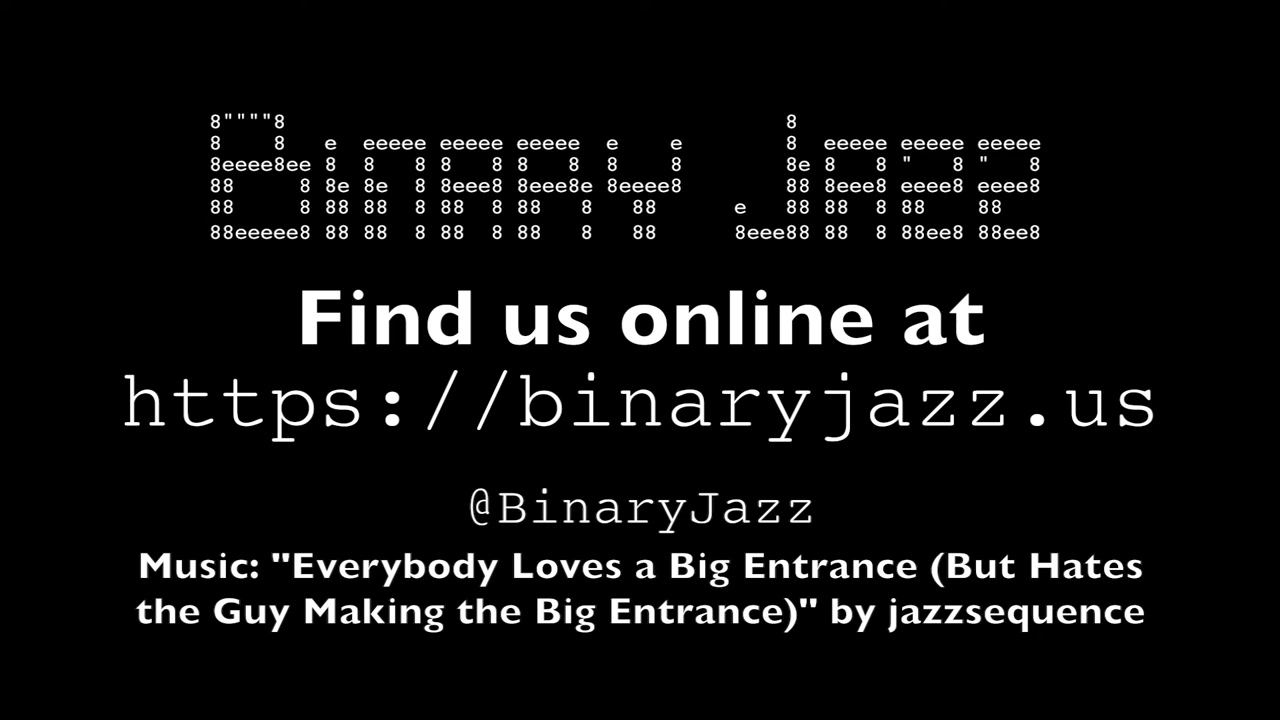 Binary Jazz
Find us online at
https://binaryjazz.us
@BinaryJazz
Music: "Everybody Loves a Big Entrance (But Hates
the Guy Making the Big Entrance)" by jazzsequence